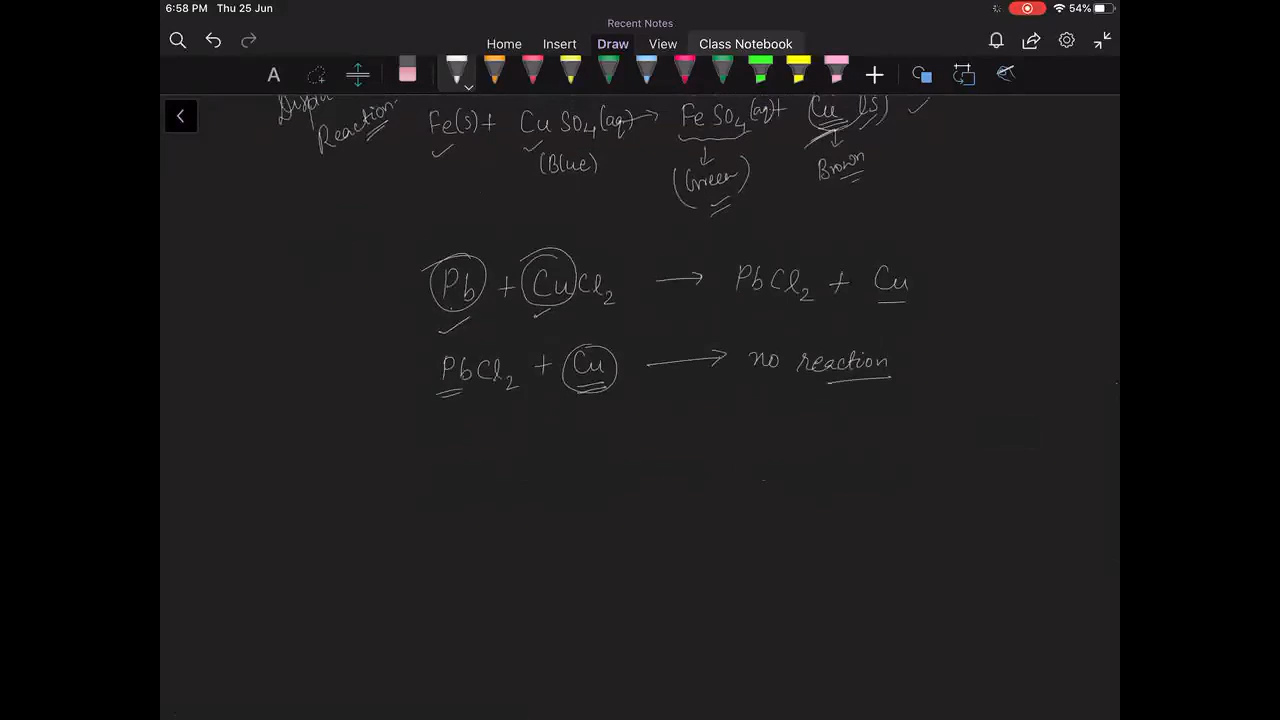 6:58 PM Thu 25 Jun
54%
Recent Notes
Home Insert Draw View Class Notebook
A
Reaction.
Fe(s) + CuSO4(aq) → FeSO4(aq) + Cu(s)
(Blue)
(Green)
Brown
Pb + CuCl2 → PbCl2 + Cu
PbCl2 + Cu → no reaction